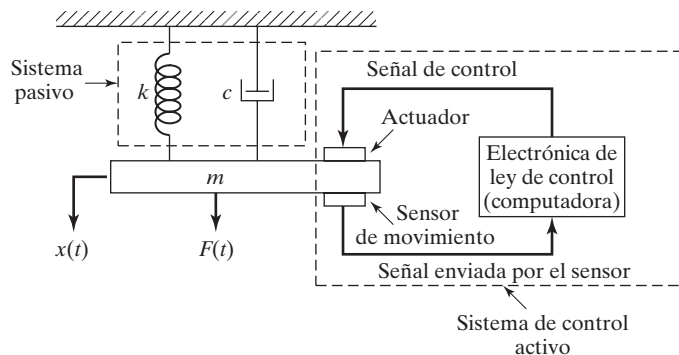 Sistema
pasivo
k
c
Señal de control
Actuador
Electrónica de
ley de control
(computadora)
m
Sensor
de movimiento
x(t)
F(t)
Señal enviada por el sensor
Sistema de control
activo